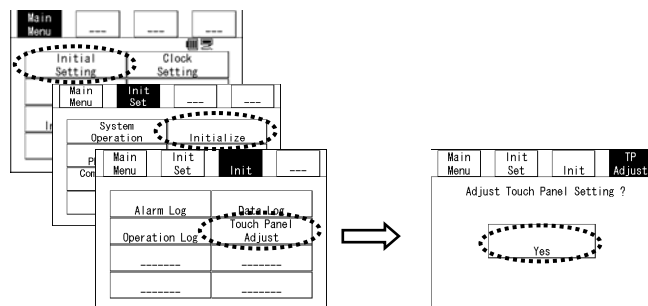 Main Menu --- --- ---
Initial Setting
Clock Setting
Main Menu
Init Set
--- ---
System Operation
Initialize
Main Menu
Init Set
Init
---
Alarm Log
Data Log
Operation Log
Touch Panel Adjust
------- -------
------- -------
Main Menu
Init Set
Init
TP Adjust
Adjust Touch Panel Setting ?
Yes